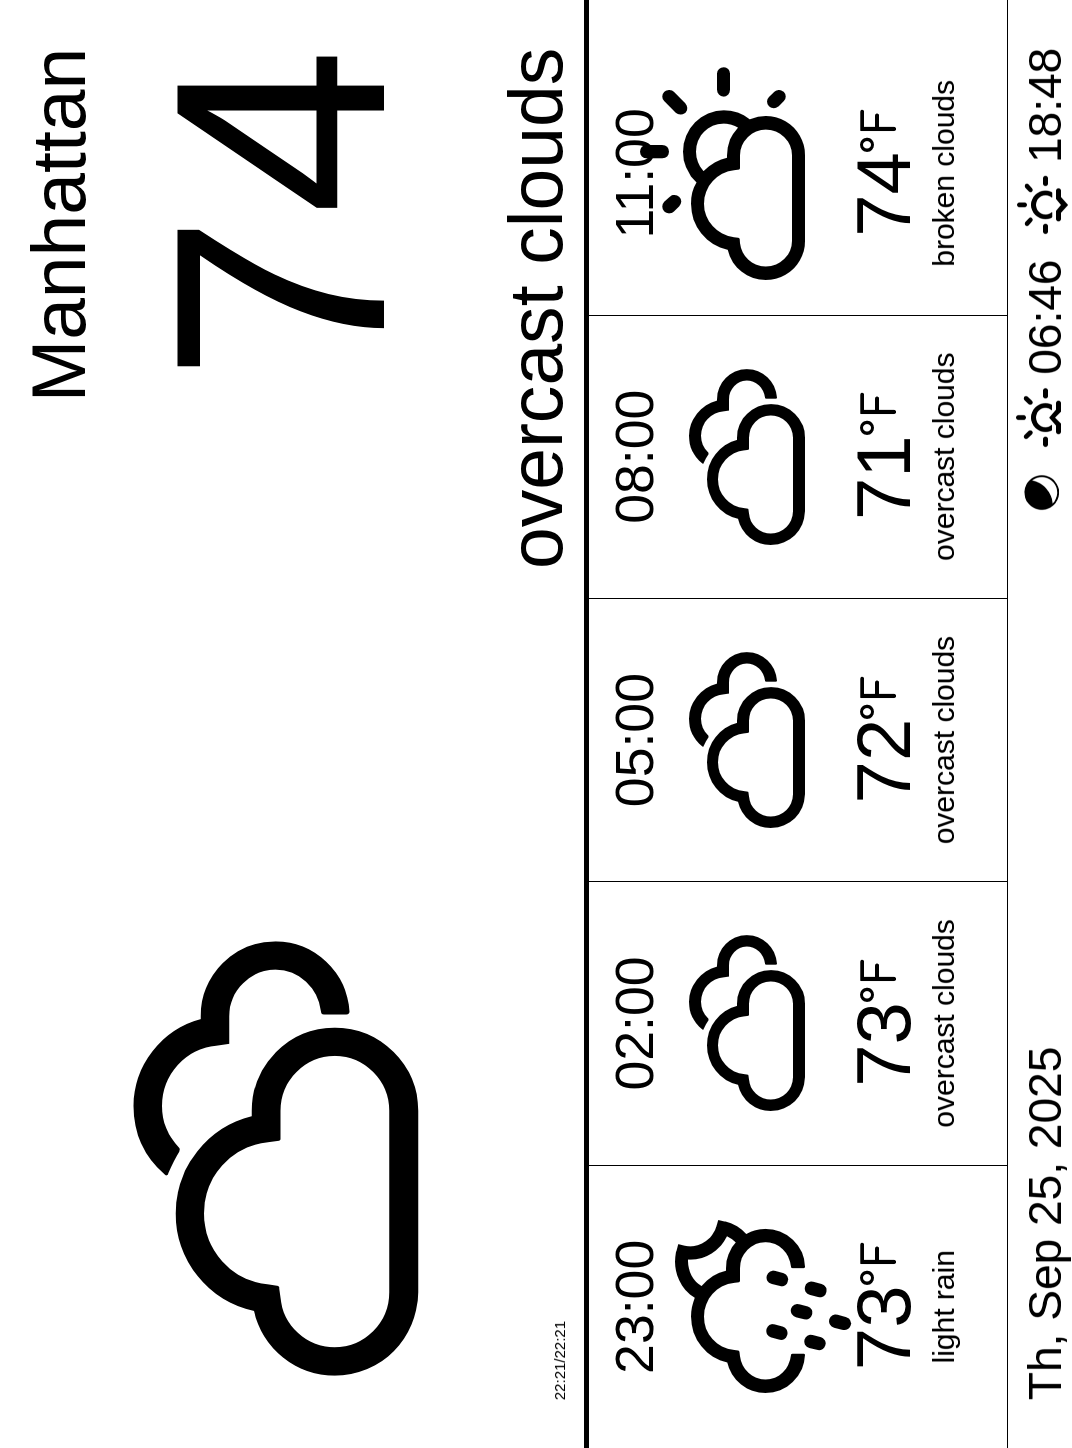 Manhattan
74
overcast clouds
22:21/22:21
23:00
02:00
05:00
08:00
11:00
73°F
73°F
72°F
71°F
74°F
light rain
overcast clouds
overcast clouds
overcast clouds
broken clouds
Th, Sep 25, 2025
06:46
18:48